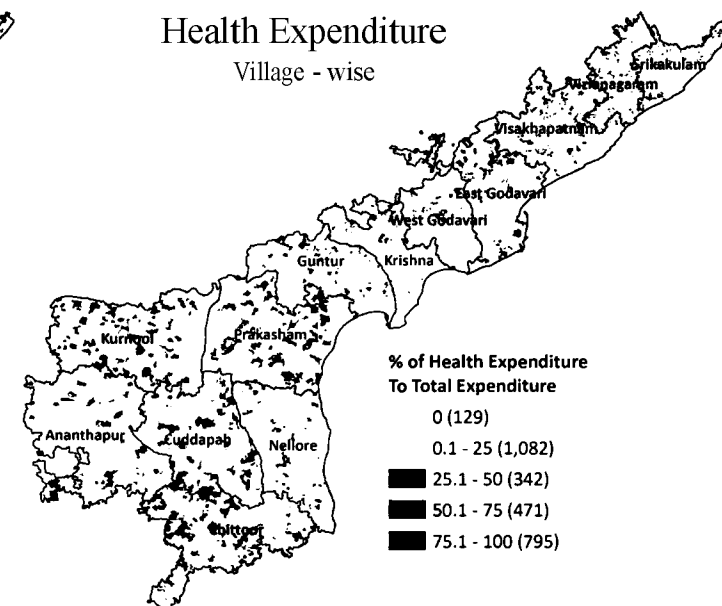 Health Expenditure
Village - wise
Srikakulam
Vizianagaram
Visakhapatnam
East Godavari
West Godavari
Guntur
Krishna
Kurnool
Prakasham
% of Health Expenditure
To Total Expenditure
0 (129)
Ananthapur
Cuddapah
Nellore
0.1 - 25 (1,082)
25.1 - 50 (342)
50.1 - 75 (471)
Chittoor
75.1 - 100 (795)